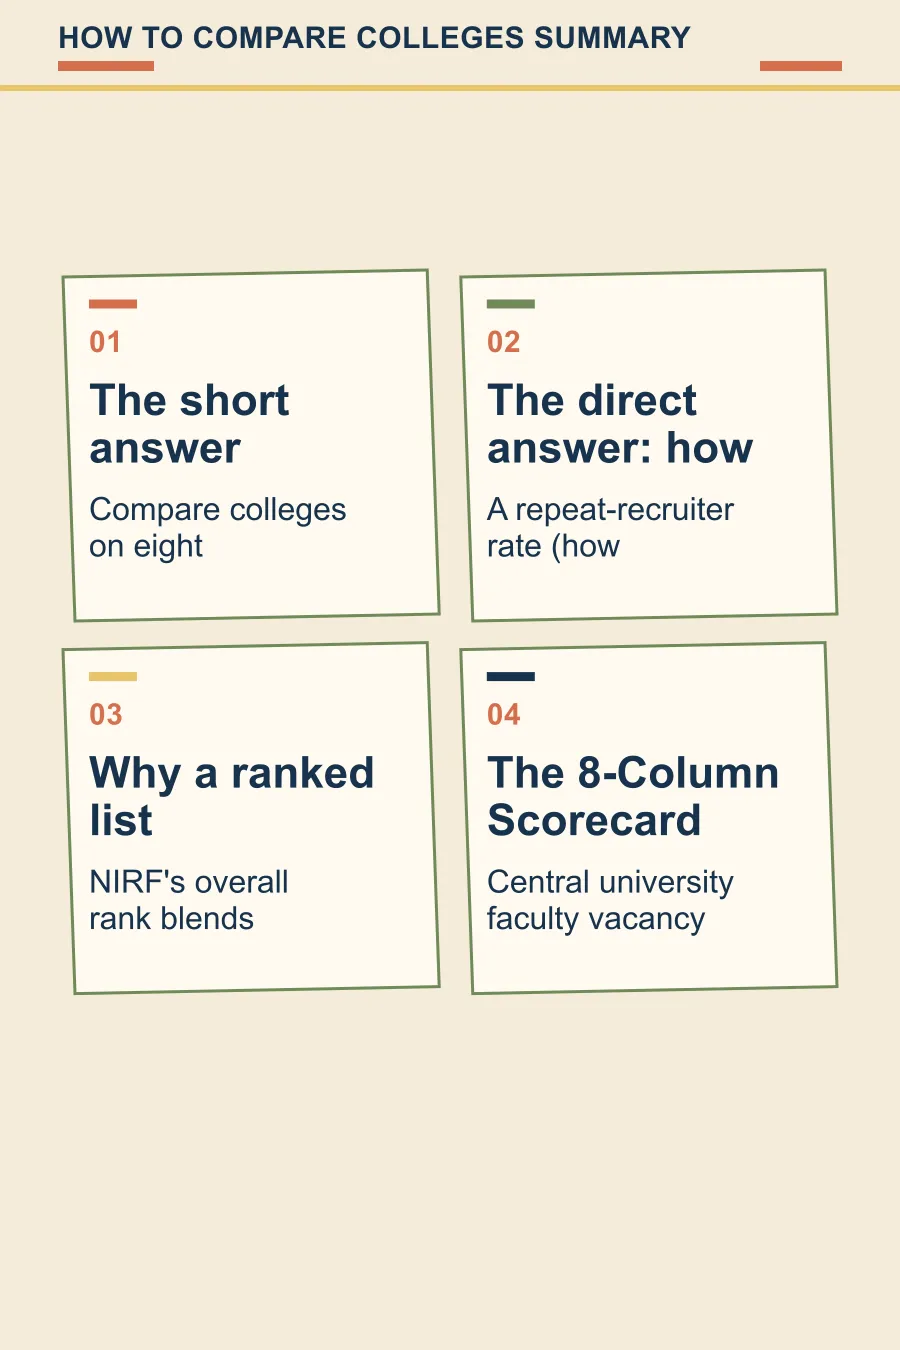 HOW TO COMPARE COLLEGES SUMMARY
01
The short
answer
Compare colleges
on eight
02
The direct
answer: how
A repeat-recruiter
rate (how
03
Why a ranked
list
NIRF's overall
rank blends
04
The 8-Column
Scorecard
Central university
faculty vacancy